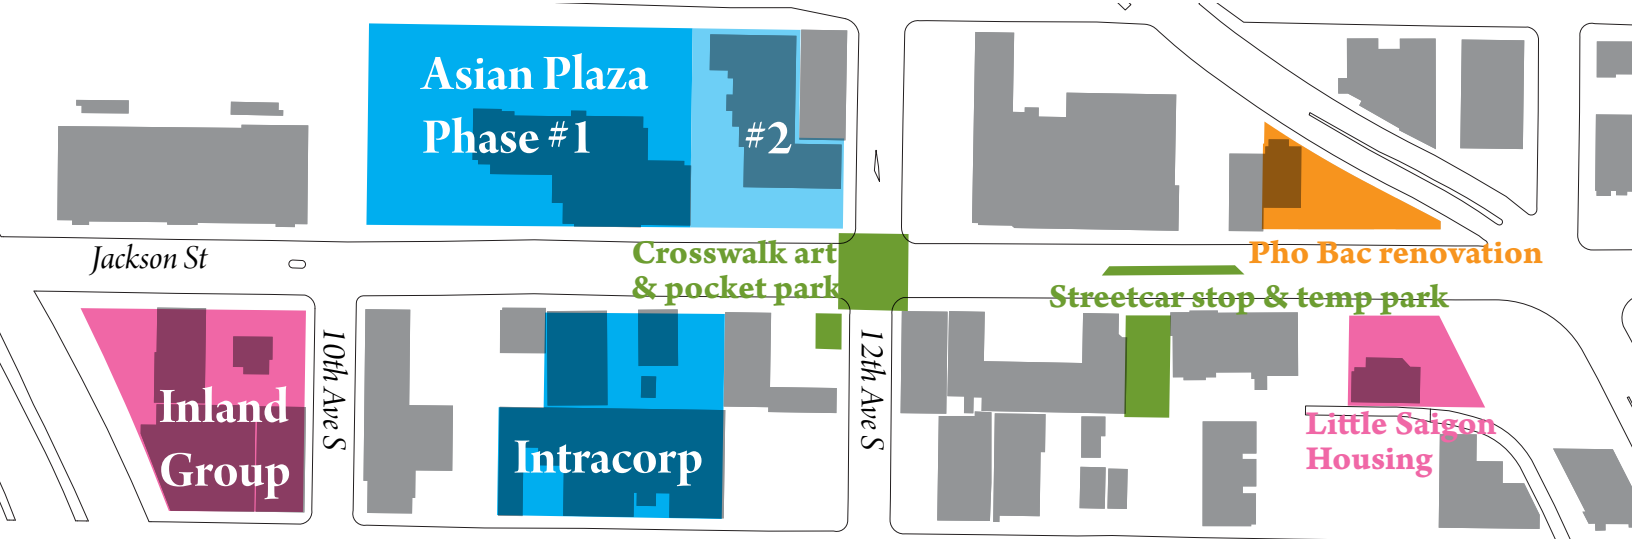 Asian Plaza
Phase #1
#2
Jackson St
Crosswalk art
& pocket park
Pho Bac renovation
Streetcar stop & temp park
Inland
Group
10th Ave S
Intracorp
12th Ave S
Little Saigon
Housing